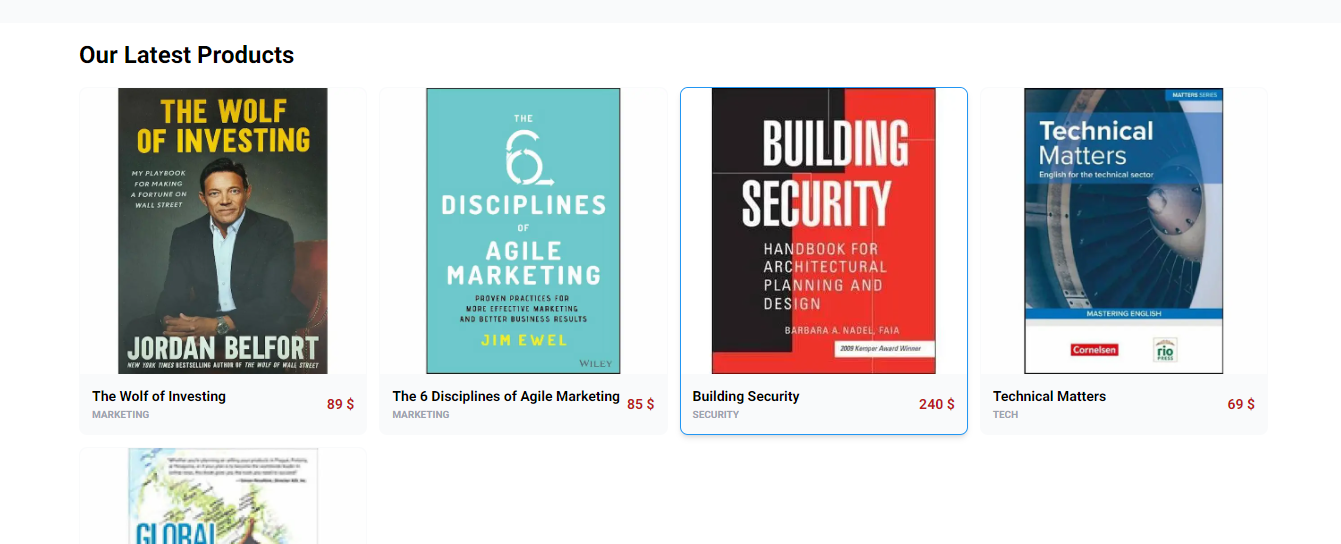 Our Latest Products
THE WOLF
OF INVESTING
MY PLAYBOOK
FOR MAKING
A FORTUNE ON
WALL STREET
JORDAN BELFORT
NEW YORK TIMES BESTSELLING AUTHOR OF THE WOLF OF WALL STREET
The Wolf of Investing
MARKETING
89 $
THE
6
DISCIPLINES
OF
AGILE
MARKETING
PROVEN PRACTICES FOR
MORE EFFECTIVE MARKETING
AND BETTER BUSINESS RESULTS
JIM EWEL
WILEY
The 6 Disciplines of Agile Marketing
MARKETING
85 $
BUILDING
SECURITY
HANDBOOK FOR
ARCHITECTURAL
PLANNING AND
DESIGN
BARBARA A. NADEL, FAIA
2009 Kemper Award Winner
Building Security
SECURITY
240 $
MATTERS SERIES
Technical
Matters
English for the technical sector
MASTERING ENGLISH
Cornelsen
rio
PRESS
Technical Matters
TECH
69 $
GLOBAL